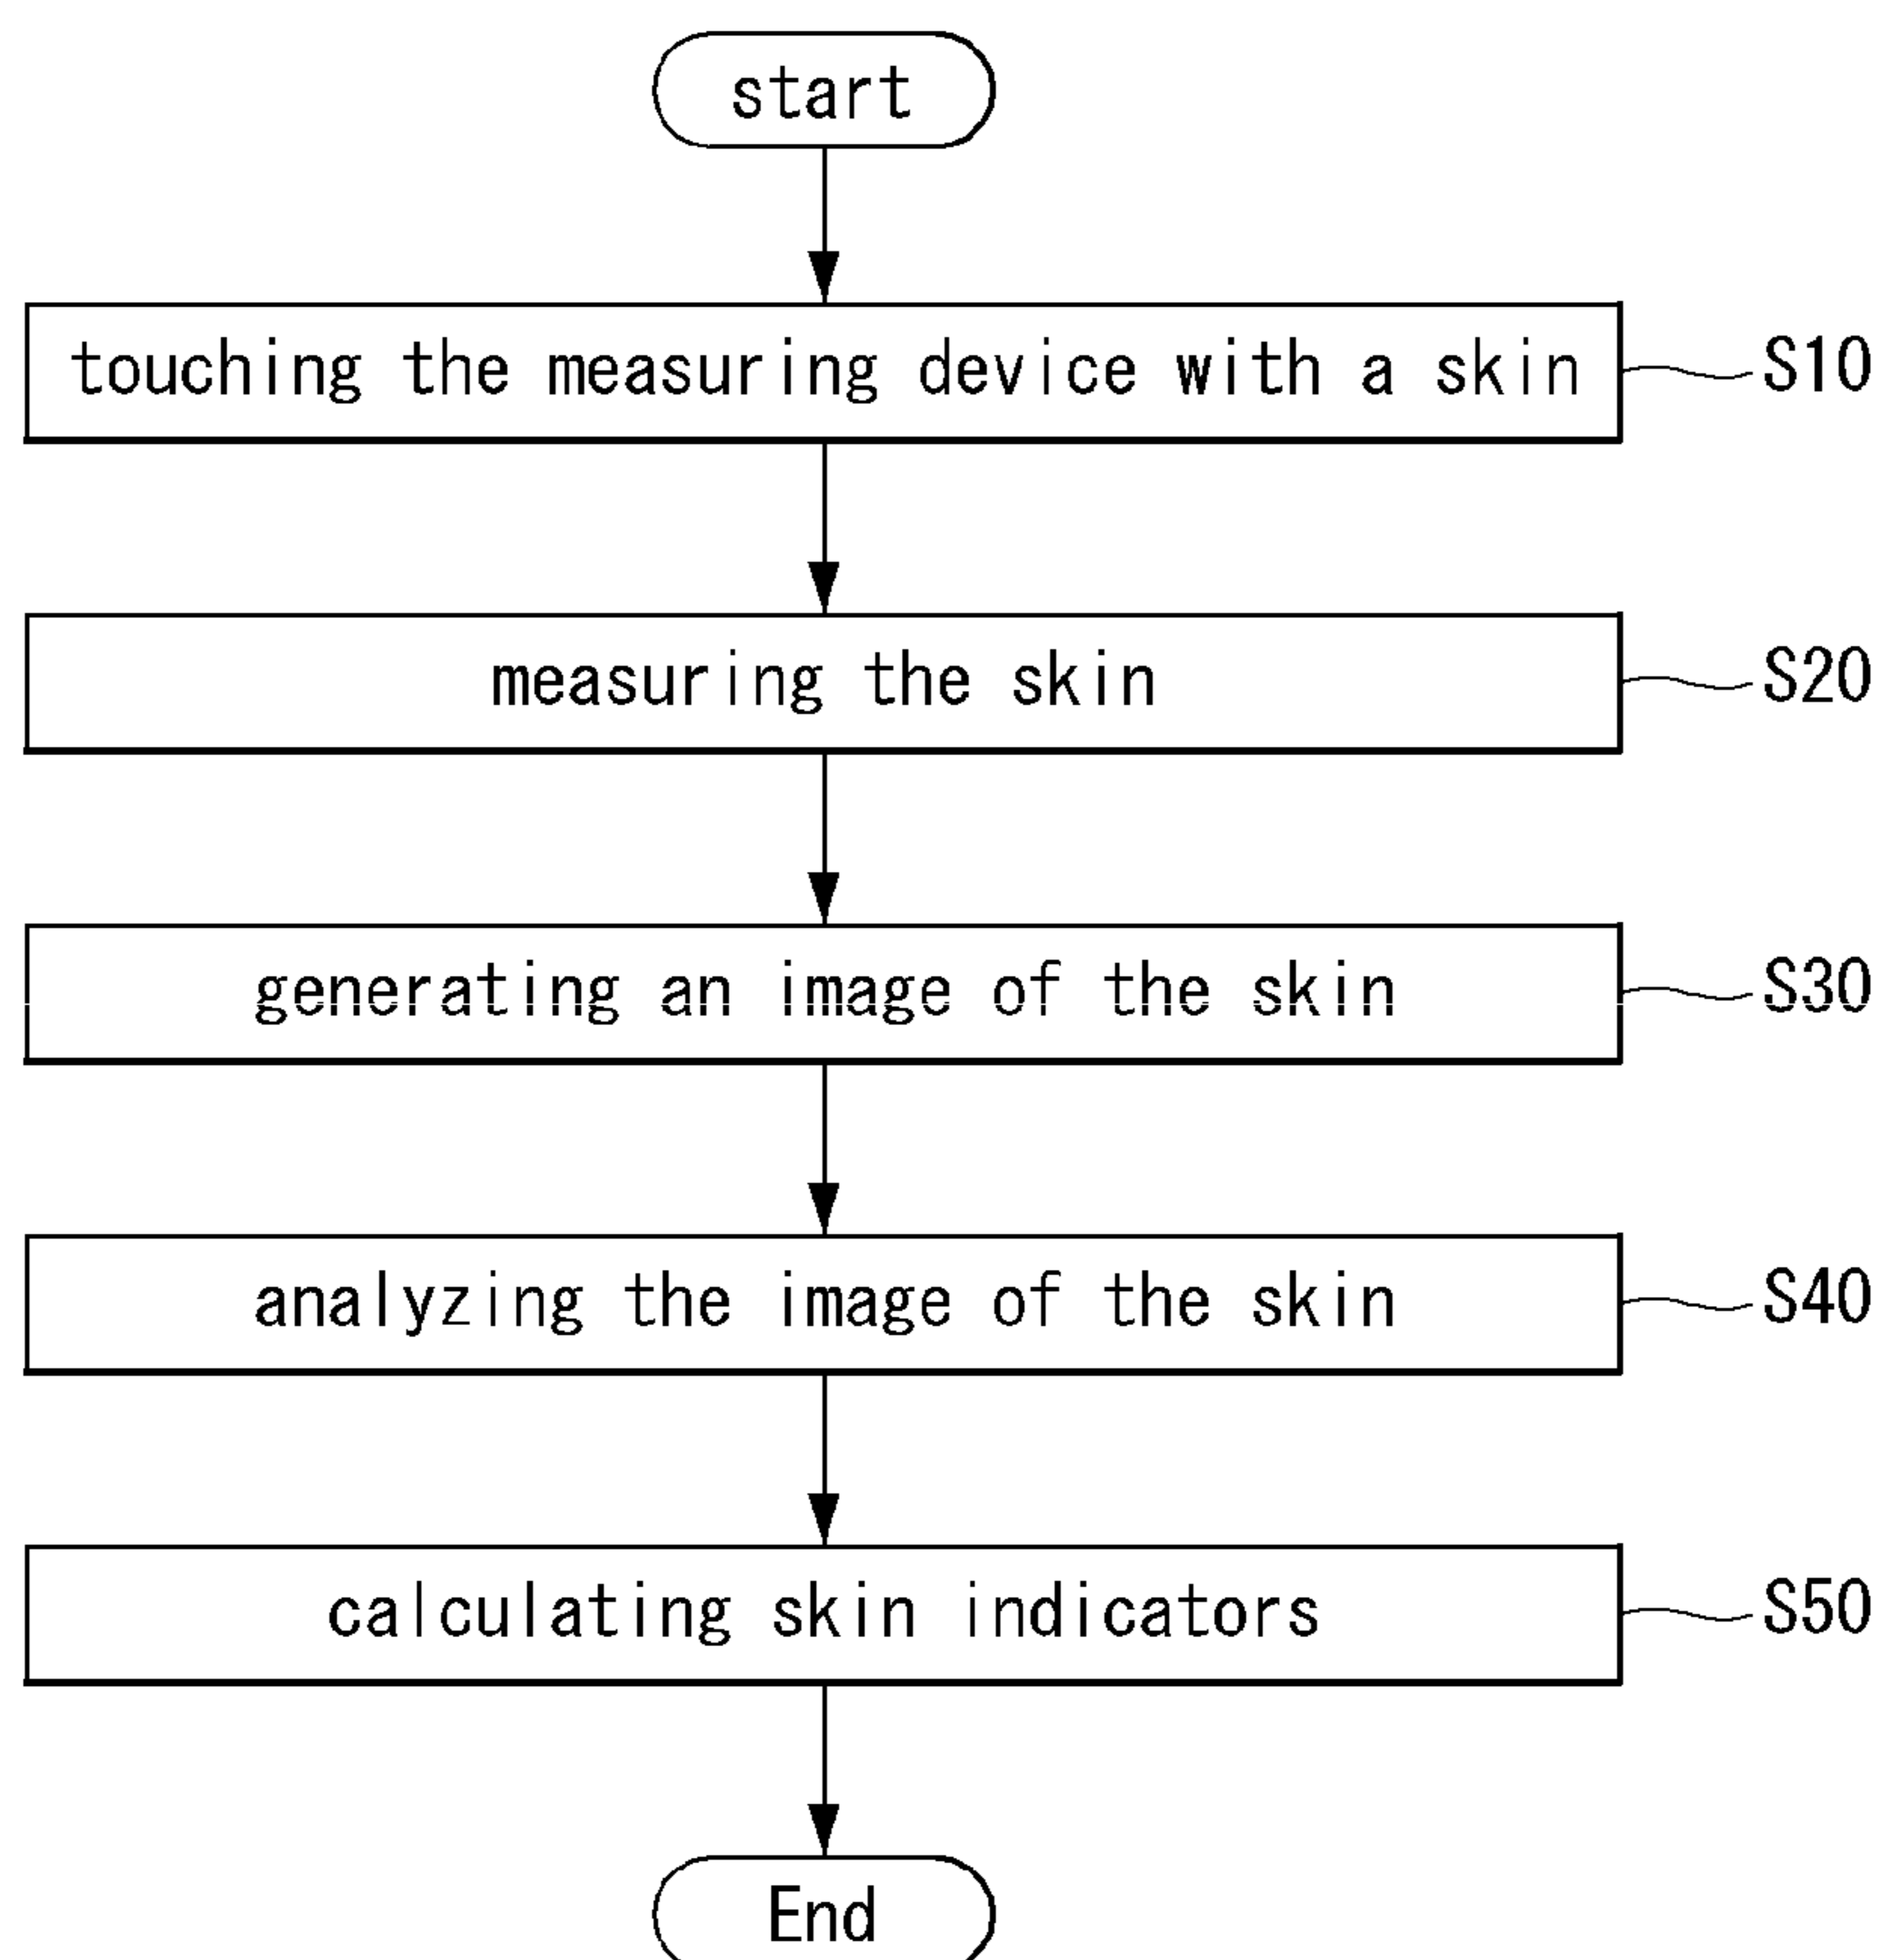 start
touching the measuring device with a skin S10
measuring the skin S20
generating an image of the skin S30
analyzing the image of the skin S40
calculating skin indicators S50
End